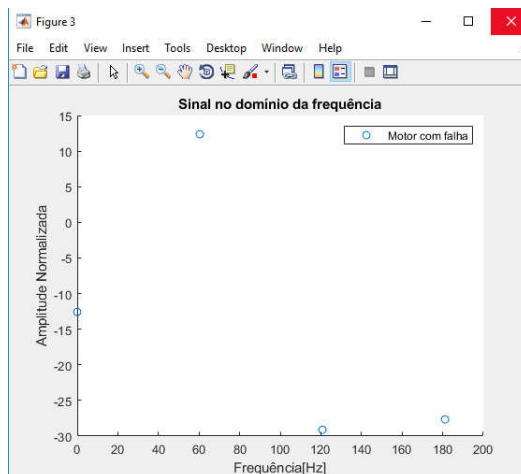 Figure 3
File Edit View Insert Tools Desktop Window Help
Sinal no domínio da frequência
Motor com falha
15
10
5
0
-5
-10
-15
-20
-25
-30
Amplitude Normalizada
0 20 40 60 80 100 120 140 160 180 200
Frequência[Hz]